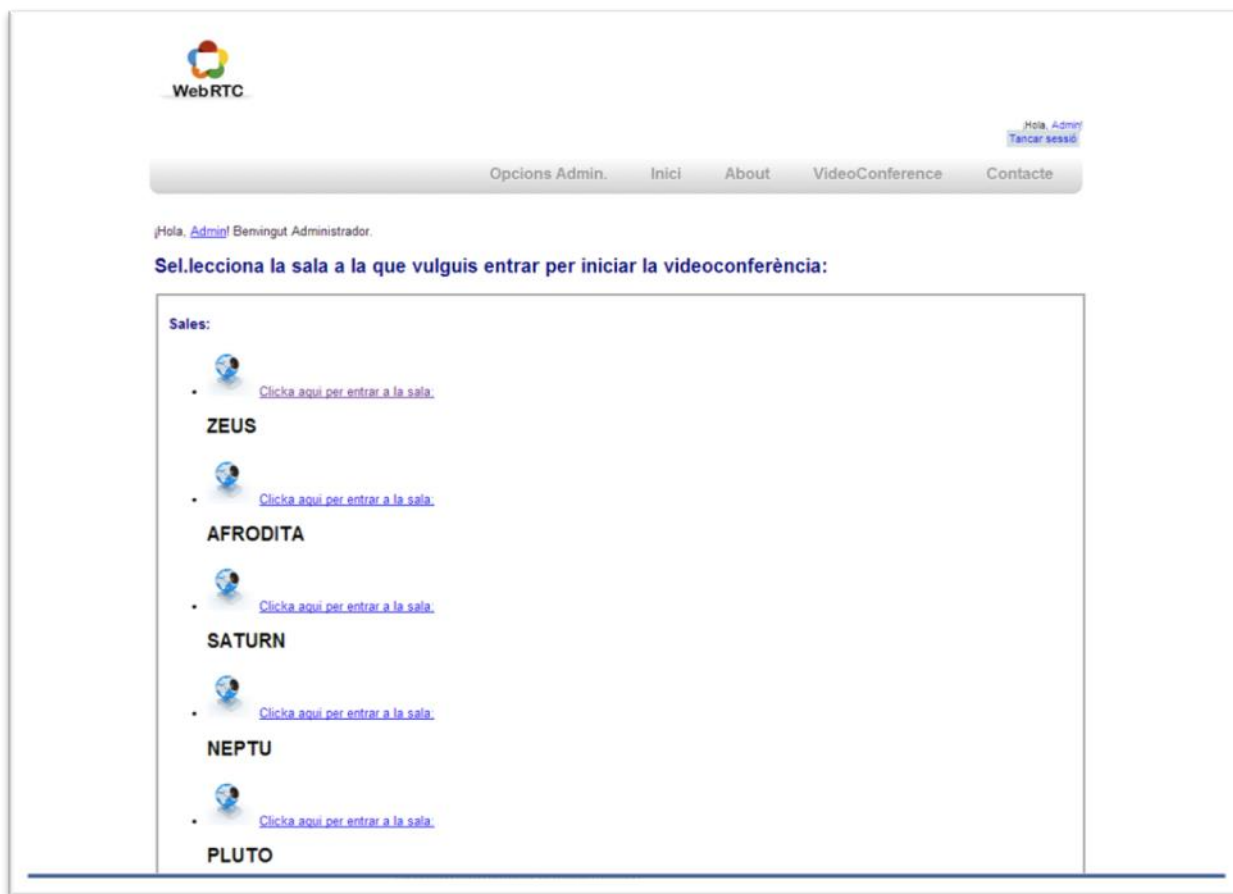 WebRTC
¡Hola, Admin!
Tancar sessió
Opcions Admin. Inici About VideoConference Contacte
¡Hola, Admin! Benvingut Administrador.
Sel.lecciona la sala a la que vulguis entrar per iniciar la videoconferència:
Sales:
Clicka aqui per entrar a la sala:
ZEUS
Clicka aqui per entrar a la sala:
AFRODITA
Clicka aqui per entrar a la sala:
SATURN
Clicka aqui per entrar a la sala:
NEPTU
Clicka aqui per entrar a la sala:
PLUTO